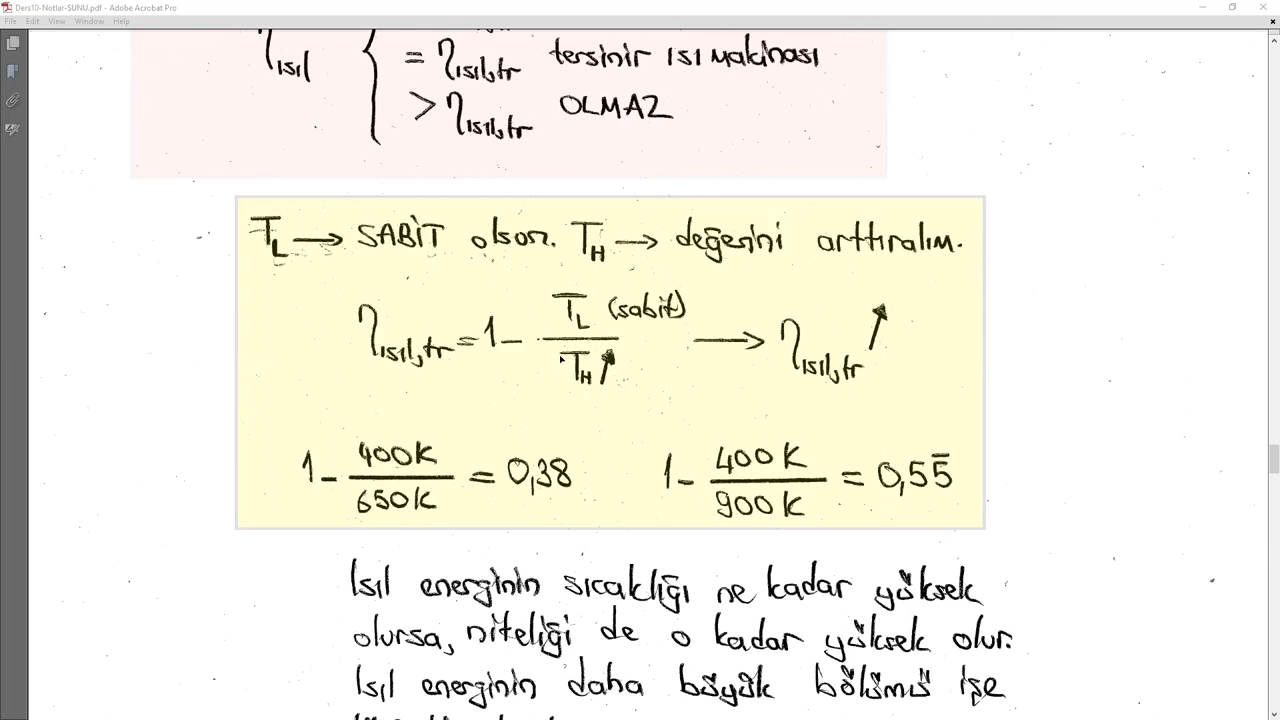 Ders10-Notlar-SUNU.pdf - Adobe Acrobat Pro
File Edit View Window Help
η ısıl { = η ısıl,tr tersinir ısı makinası
> η ısıl,tr OLMAZ
T_L → SABİT olsun. T_H → değerini arttıralım.
η ısıl,tr = 1 - T_L (sabit) / T_H ↑ → η ısıl,tr ↑
1 - 400K / 650K = 0,38 1 - 400K / 900K = 0,55̅
Isıl energinin sıcaklığı ne kadar yüksek
olursa, niteliği de o kadar yüksek olur.
Isıl energinin daha büyük bölümü işe